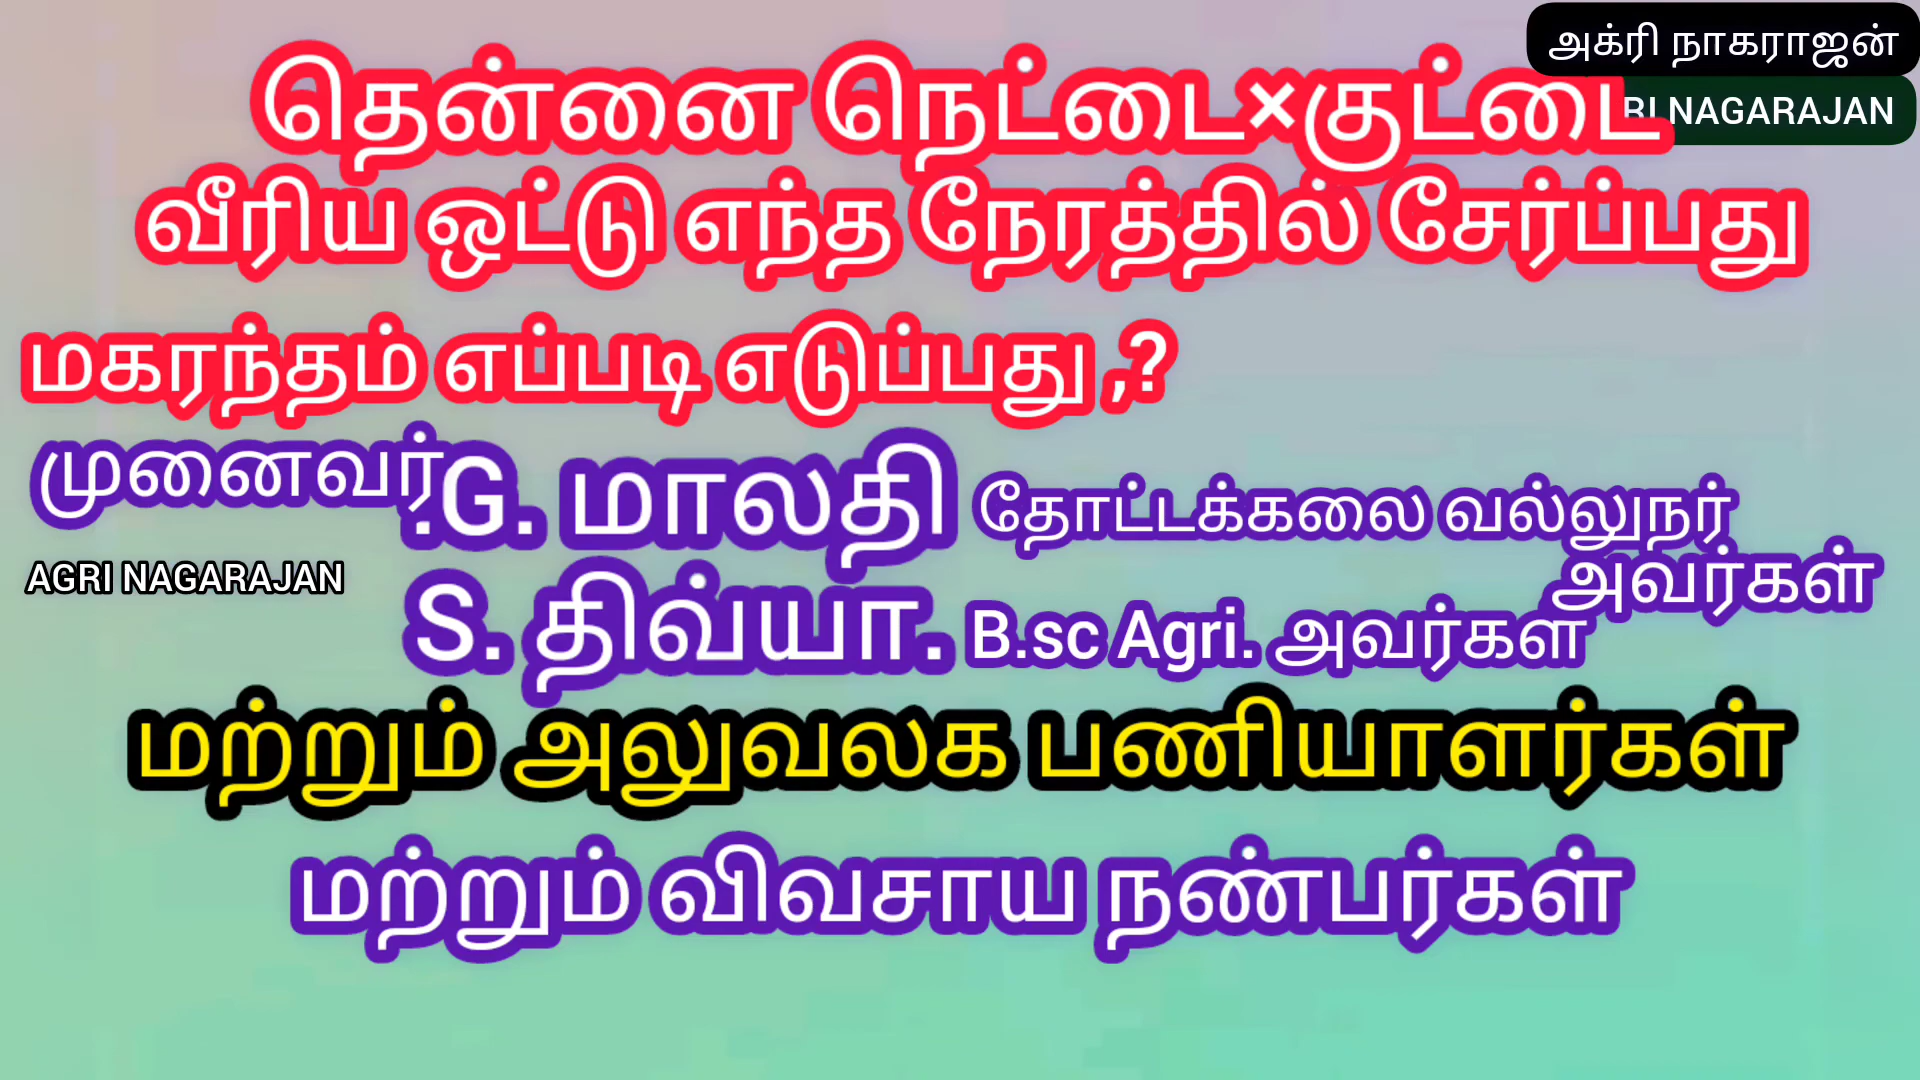 அக்ரி நாகராஜன்
RI NAGARAJAN
தென்னை நெட்டை×குட்டை
வீரிய ஒட்டு எந்த நேரத்தில் சேர்ப்பது
மகரந்தம் எப்படி எடுப்பது ,?
முனைவர்.G. மாலதி தோட்டக்கலை வல்லுநர்
அவர்கள்
AGRI NAGARAJAN
S. திவ்யா. B.sc Agri. அவர்கள்
மற்றும் அலுவலக பணியாளர்கள்
மற்றும் விவசாய நண்பர்கள்